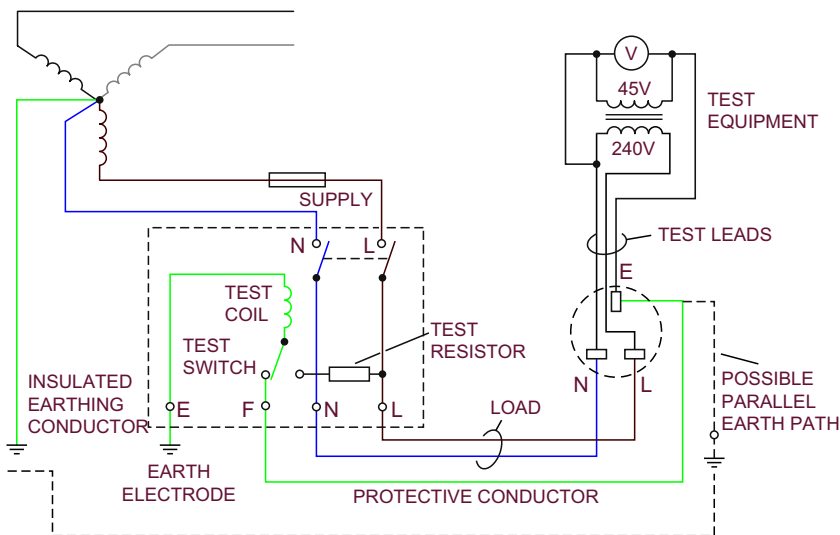 V
45V
240V
TEST
EQUIPMENT
SUPPLY
N
L
TEST LEADS
E
TEST
COIL
TEST
SWITCH
TEST
RESISTOR
INSULATED
EARTHING
CONDUCTOR
E
F
N
L
LOAD
N
L
POSSIBLE
PARALLEL
EARTH PATH
EARTH
ELECTRODE
PROTECTIVE CONDUCTOR